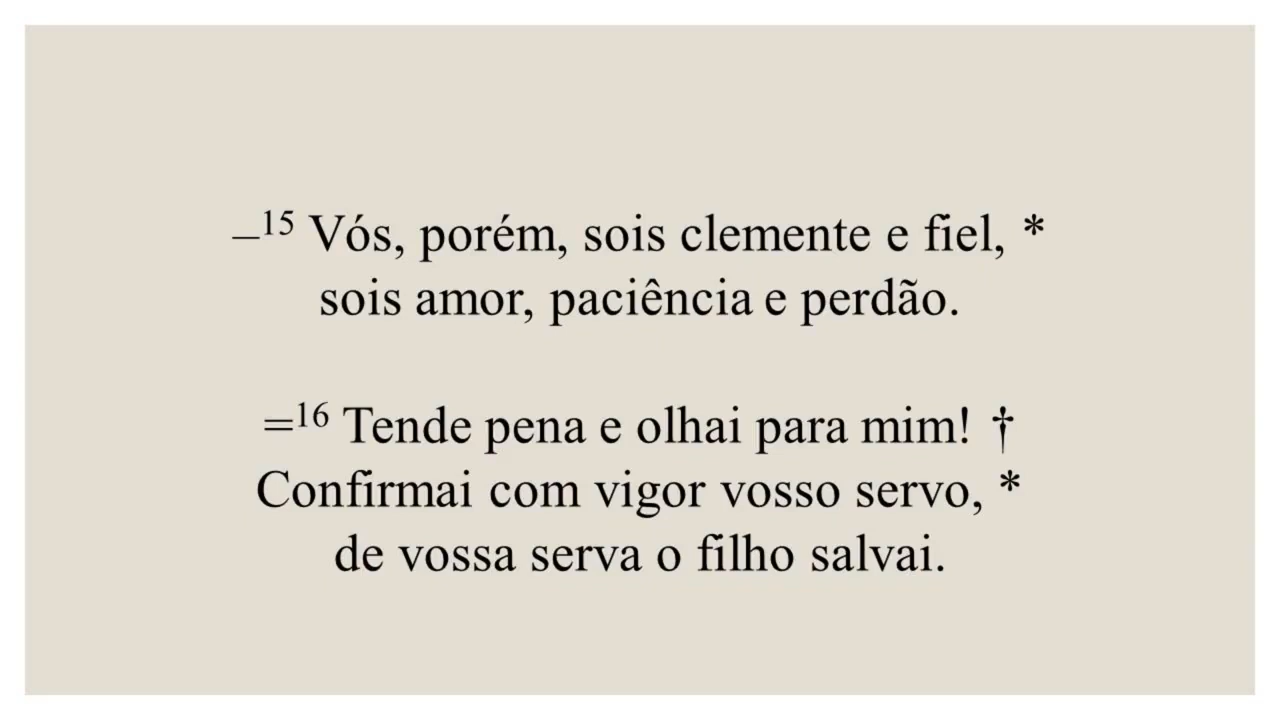 –¹⁵ Vós, porém, sois clemente e fiel, *
sois amor, paciência e perdão.
=¹⁶ Tende pena e olhai para mim! †
Confirmai com vigor vosso servo, *
de vossa serva o filho salvai.